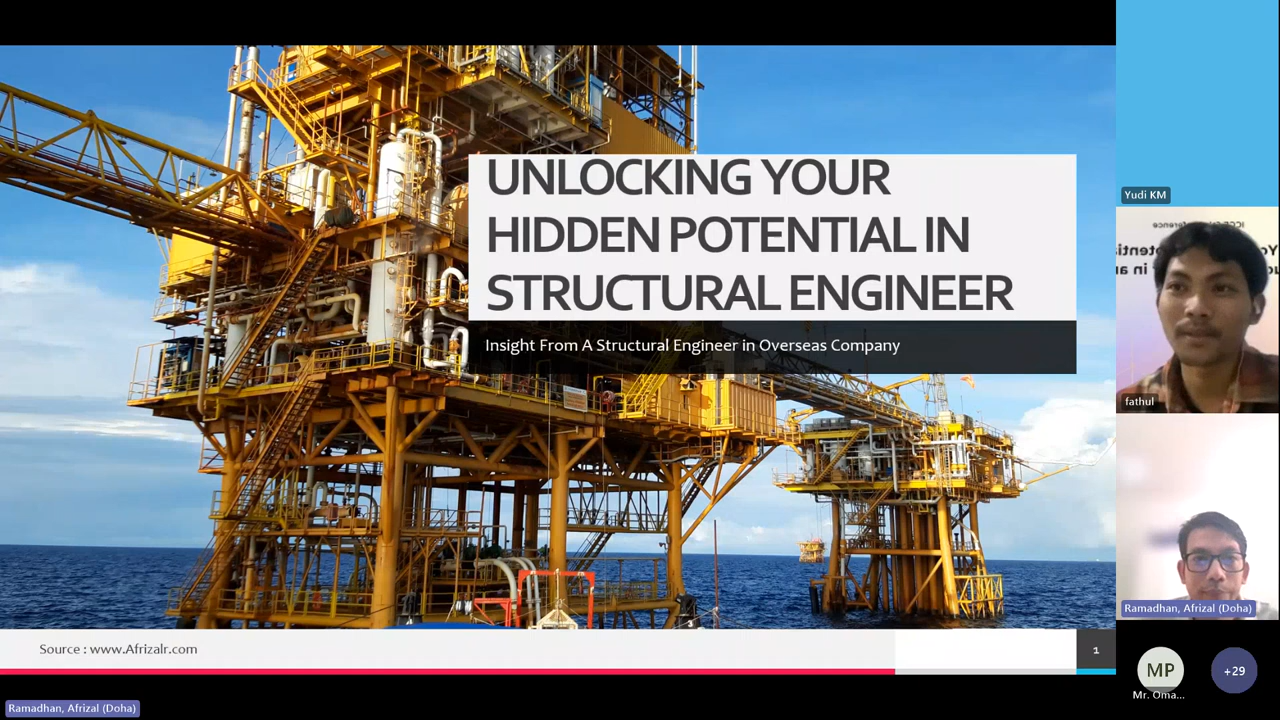 UNLOCKING YOUR
HIDDEN POTENTIAL IN
STRUCTURAL ENGINEER
Insight From A Structural Engineer in Overseas Company
Source : www.Afrizalr.com
1
Ramadhan, Afrizal (Doha)
Yudi KM
fathul
Ramadhan, Afrizal (Doha)
MP
Mr. Oma...
+29